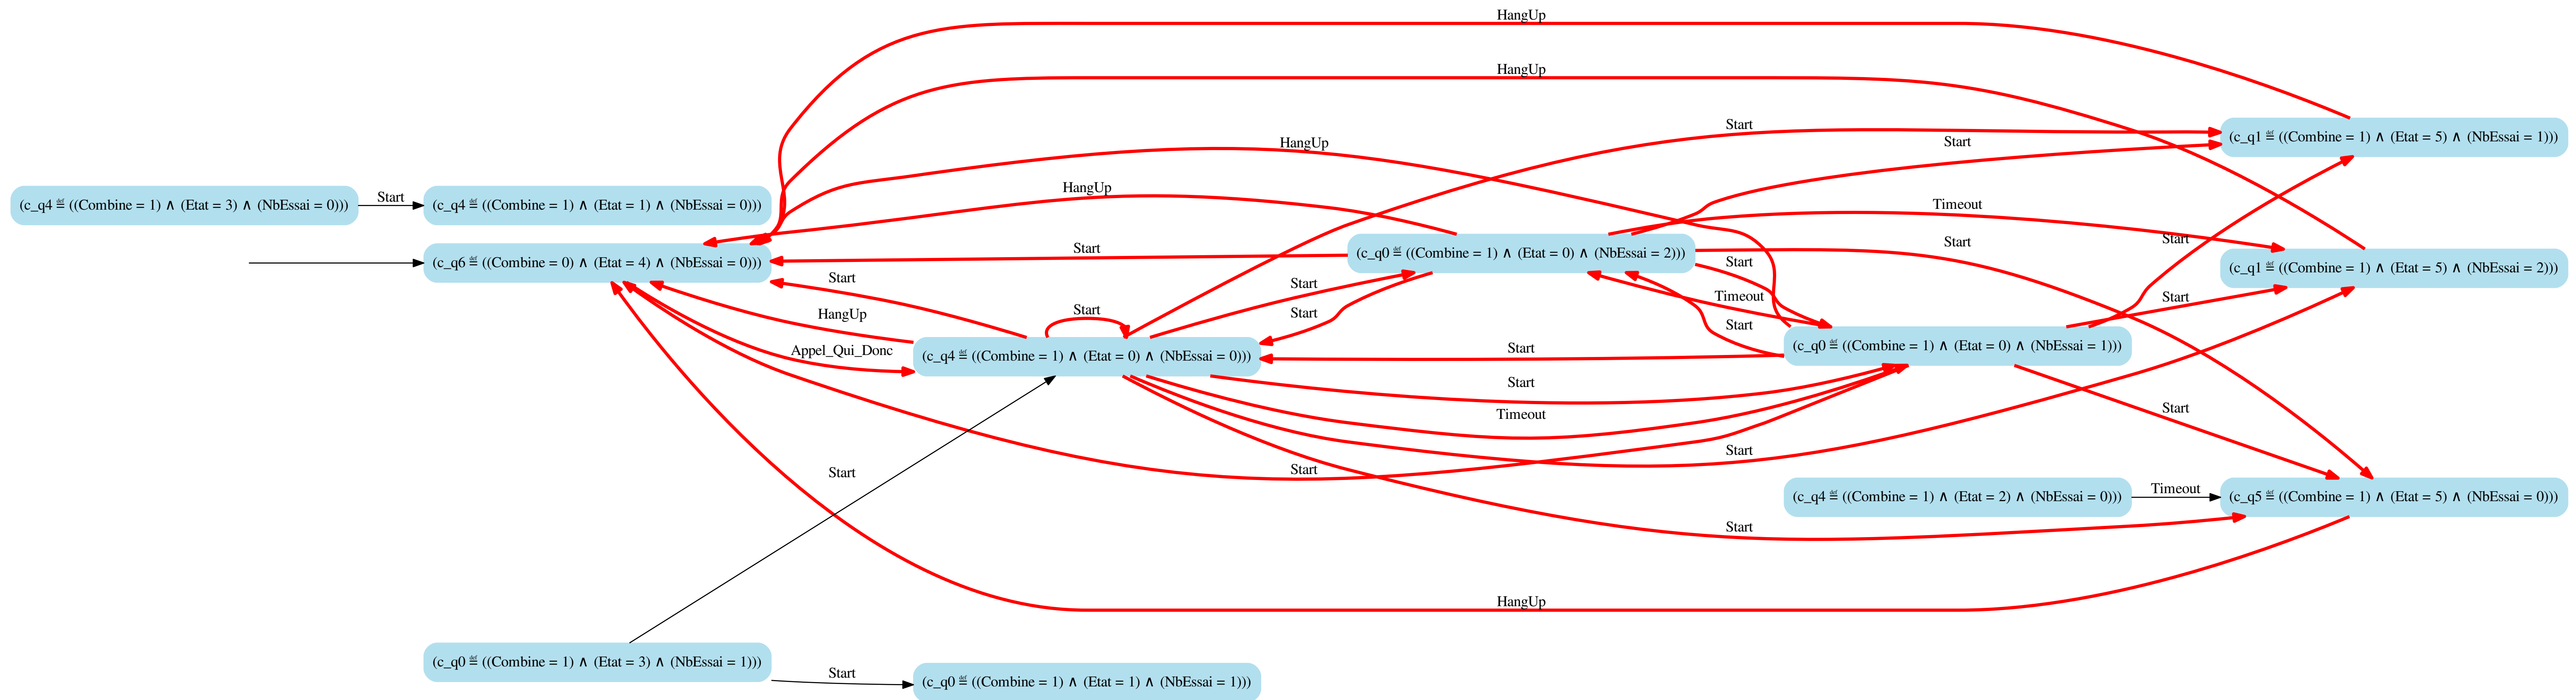 HangUp
HangUp
Start
(c_q1 ≝ ((Combine = 1) ∧ (Etat = 5) ∧ (NbEssai = 1)))
HangUp
Start
HangUp
Start
(c_q4 ≝ ((Combine = 1) ∧ (Etat = 3) ∧ (NbEssai = 0)))
(c_q4 ≝ ((Combine = 1) ∧ (Etat = 1) ∧ (NbEssai = 0)))
Timeout
Start
Start
Start
(c_q0 ≝ ((Combine = 1) ∧ (Etat = 0) ∧ (NbEssai = 2)))
Start
(c_q6 ≝ ((Combine = 0) ∧ (Etat = 4) ∧ (NbEssai = 0)))
Start
(c_q1 ≝ ((Combine = 1) ∧ (Etat = 5) ∧ (NbEssai = 2)))
Start
Start
Timeout
Start
HangUp
Start
Start
Start
Appel_Qui_Donc
Start
(c_q0 ≝ ((Combine = 1) ∧ (Etat = 0) ∧ (NbEssai = 1)))
(c_q4 ≝ ((Combine = 1) ∧ (Etat = 0) ∧ (NbEssai = 0)))
Start
Start
Timeout
Start
Start
Start
Timeout
(c_q4 ≝ ((Combine = 1) ∧ (Etat = 2) ∧ (NbEssai = 0)))
(c_q5 ≝ ((Combine = 1) ∧ (Etat = 5) ∧ (NbEssai = 0)))
Start
HangUp
(c_q0 ≝ ((Combine = 1) ∧ (Etat = 3) ∧ (NbEssai = 1)))
Start
(c_q0 ≝ ((Combine = 1) ∧ (Etat = 1) ∧ (NbEssai = 1)))